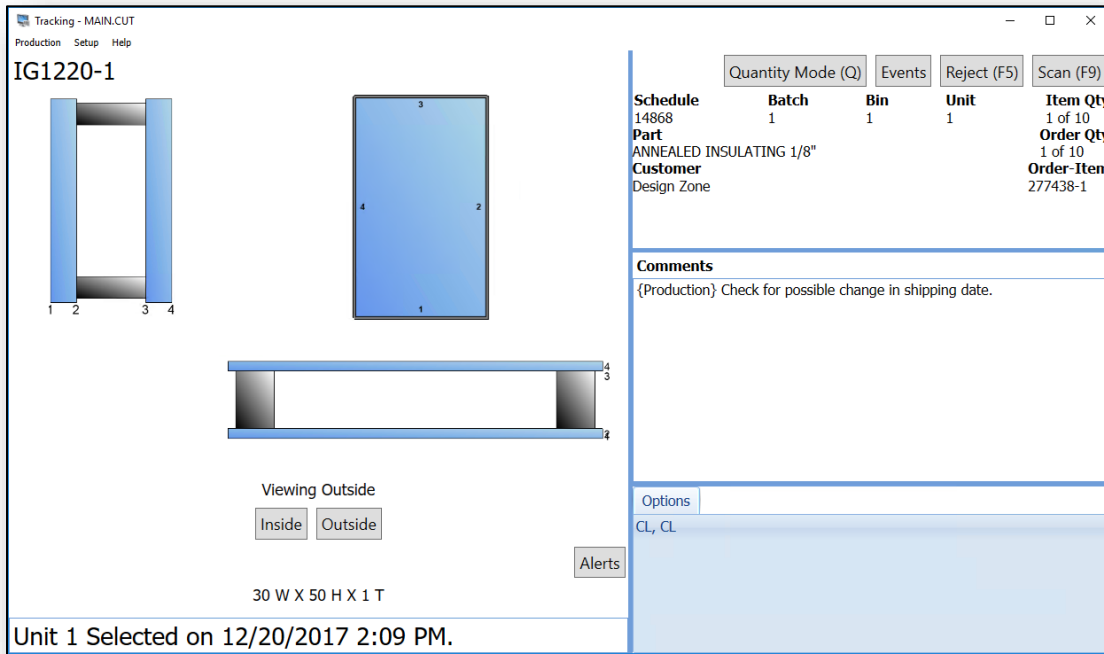 Tracking - MAIN.CUT
Production Setup Help
IG1220-1
1 2 3 4
3
4 2
1
4
3
2
1
Viewing Outside
Inside Outside
Alerts
30 W X 50 H X 1 T
Unit 1 Selected on 12/20/2017 2:09 PM.
Quantity Mode (Q) Events Reject (F5) Scan (F9)
Schedule Batch Bin Unit Item Qty
14868 1 1 1 1 of 10
Part Order Qty
ANNEALED INSULATING 1/8" 1 of 10
Customer Order-Item
Design Zone 277438-1
Comments
{Production} Check for possible change in shipping date.
Options
CL, CL